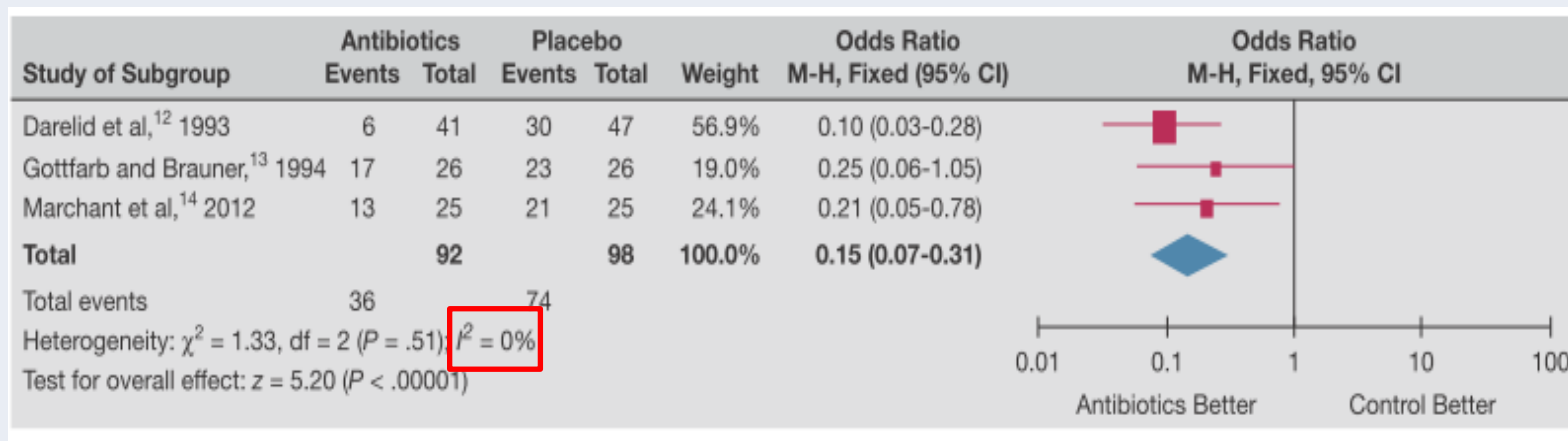 Antibiotics Placebo Odds Ratio Odds Ratio
Study of Subgroup Events Total Events Total Weight M-H, Fixed (95% CI) M-H, Fixed, 95% CI
Darelid et al,12 1993 6 41 30 47 56.9% 0.10 (0.03-0.28)
Gottfarb and Brauner,13 1994 17 26 23 26 19.0% 0.25 (0.06-1.05)
Marchant et al,14 2012 13 25 21 25 24.1% 0.21 (0.05-0.78)
Total 92 98 100.0% 0.15 (0.07-0.31)
Total events 36 74
Heterogeneity: χ2 = 1.33, df = 2 (P = .51); I2 = 0%
Test for overall effect: z = 5.20 (P < .00001)
0.01 0.1 1 10 100
Antibiotics Better Control Better